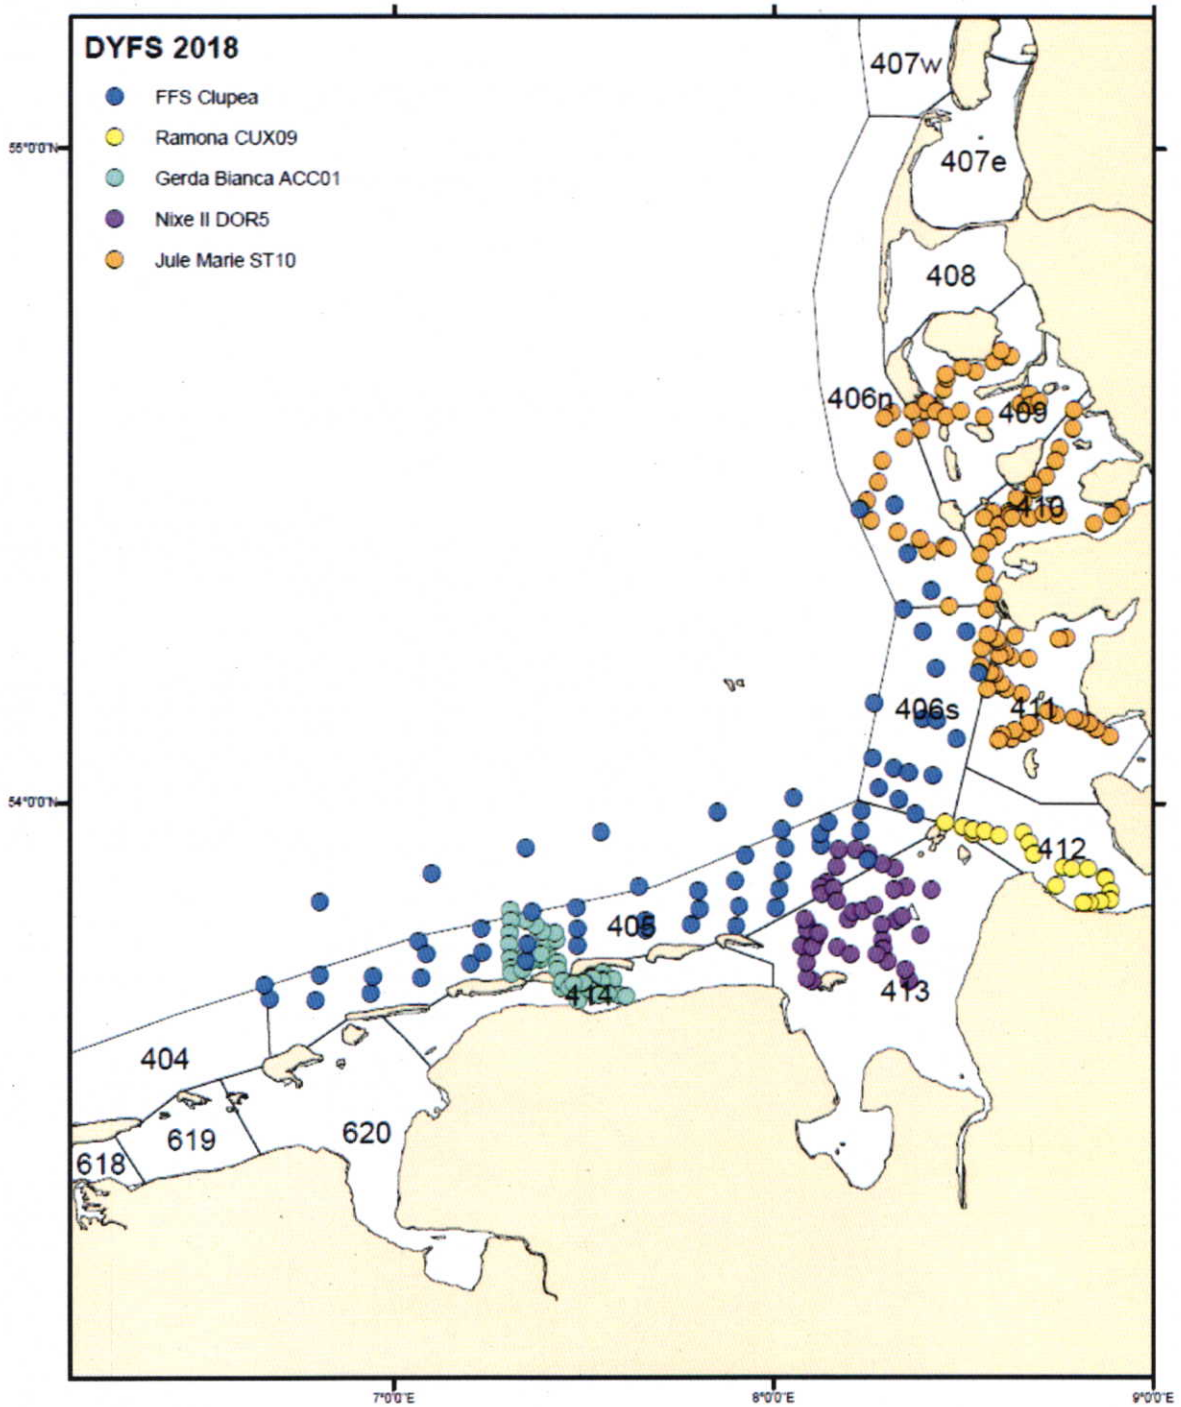 DYFS 2018
FFS Clupea
Ramona CUX09
Gerda Bianca ACC01
Nixe II DOR5
Jule Marie ST10
407w
55°0'0"N
407e
408
406n
409
410
406s
411
54°0'0"N
412
405
413
414
404
619
620
618
7°0'0"E
8°0'0"E
9°0'0"E